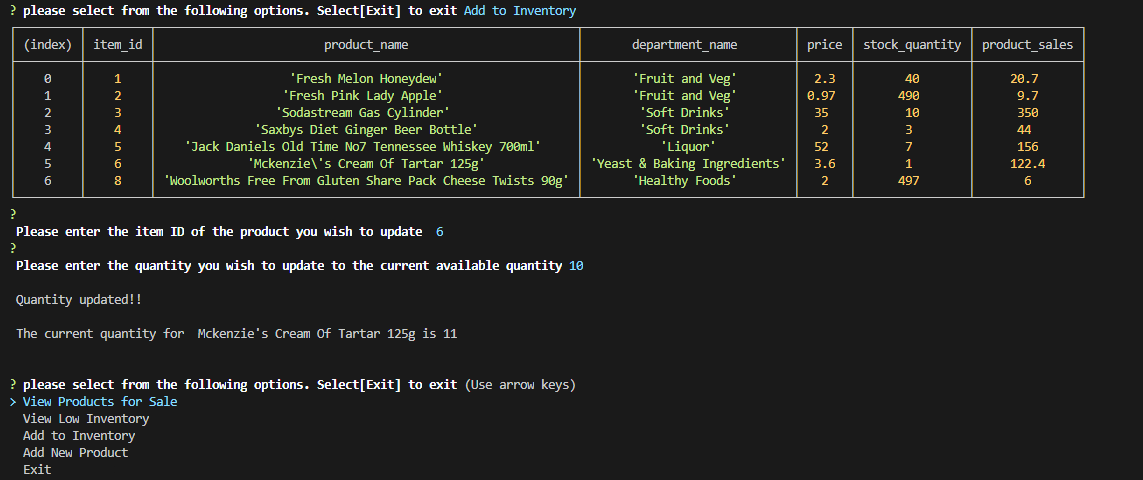 ? please select from the following options. Select[Exit] to exit Add to Inventory
(index) item_id product_name department_name price stock_quantity product_sales
0 1 'Fresh Melon Honeydew' 'Fruit and Veg' 2.3 40 20.7
1 2 'Fresh Pink Lady Apple' 'Fruit and Veg' 0.97 490 9.7
2 3 'Sodastream Gas Cylinder' 'Soft Drinks' 35 10 350
3 4 'Saxbys Diet Ginger Beer Bottle' 'Soft Drinks' 2 3 44
4 5 'Jack Daniels Old Time No7 Tennessee Whiskey 700ml' 'Liquor' 52 7 156
5 6 'Mckenzie\'s Cream Of Tartar 125g' 'Yeast & Baking Ingredients' 3.6 1 122.4
6 8 'Woolworths Free From Gluten Share Pack Cheese Twists 90g' 'Healthy Foods' 2 497 6
?
Please enter the item ID of the product you wish to update 6
?
Please enter the quantity you wish to update to the current available quantity 10
Quantity updated!!
The current quantity for Mckenzie's Cream Of Tartar 125g is 11
? please select from the following options. Select[Exit] to exit (Use arrow keys)
> View Products for Sale
View Low Inventory
Add to Inventory
Add New Product
Exit